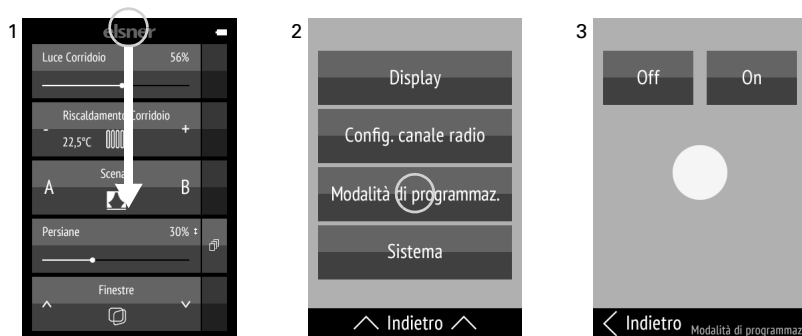 1
elsner
Luce Corridoio 56%
Riscaldamento Corridoio
- 22,5°C +
Scena
A B
Persiane 30%
Finestre
2
Display
Config. canale radio
Modalità di programmaz.
Sistema
Indietro
3
Off On
Indietro Modalità di programmaz